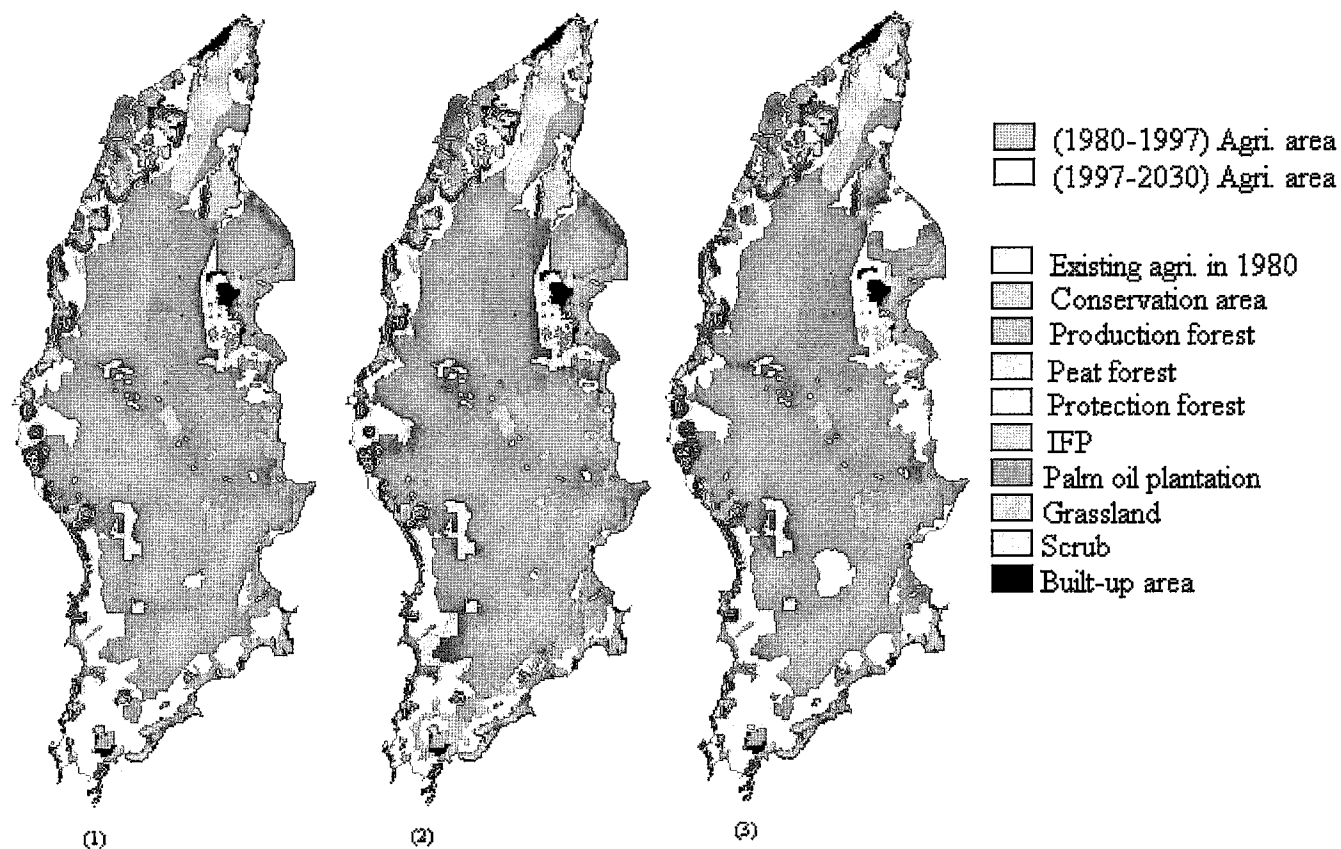 (1980-1997) Agri. area
(1997-2030) Agri. area
Existing agri. in 1980
Conservation area
Production forest
Peat forest
Protection forest
IFP
Palm oil plantation
Grassland
Scrub
Built-up area
(1)
(2)
(3)